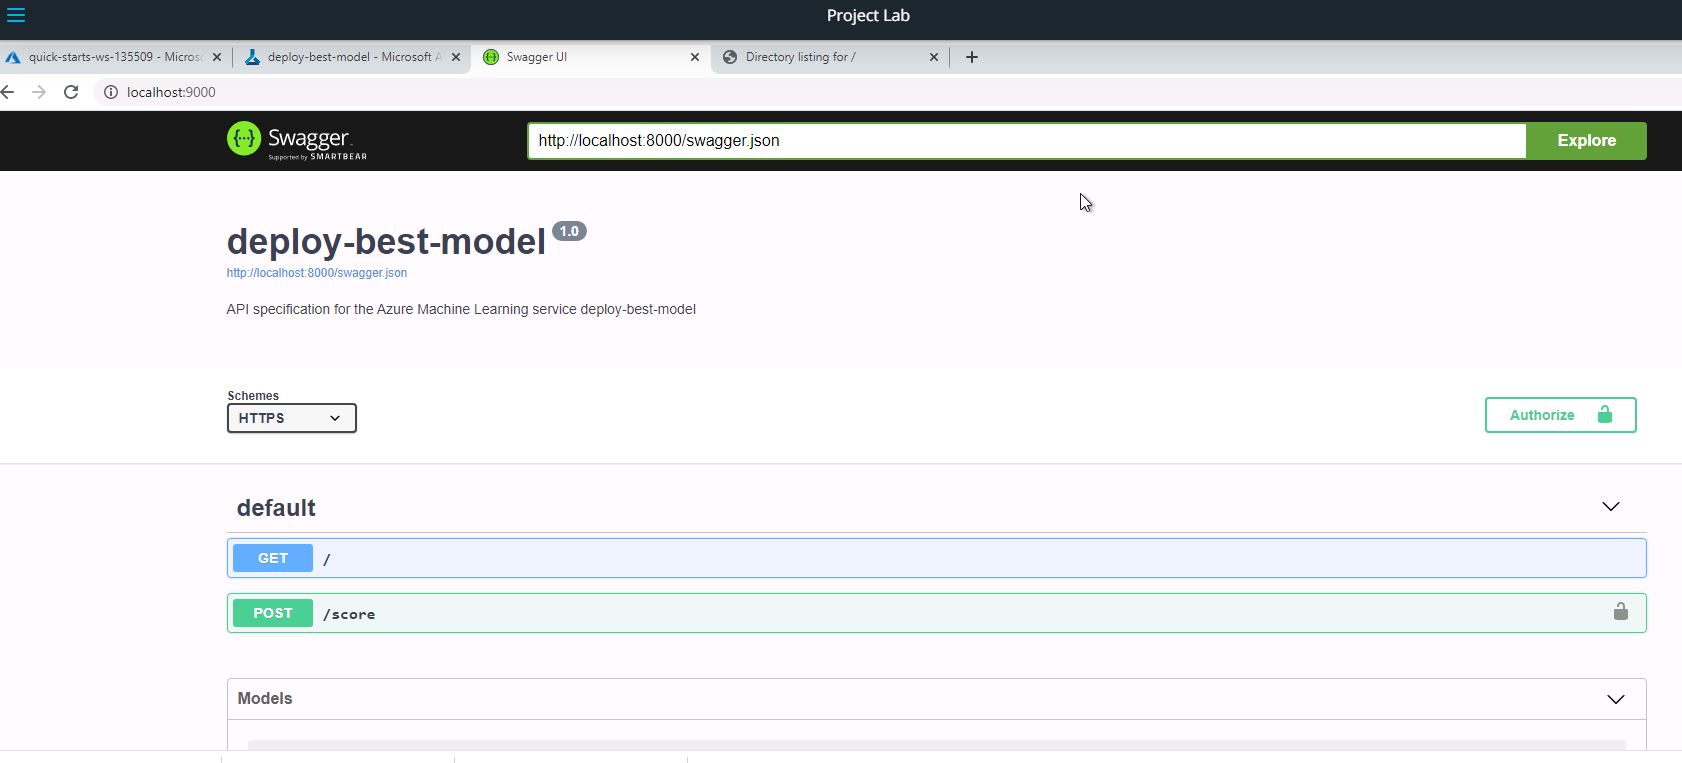 Project Lab
quick-starts-ws-135509 - Micros
deploy-best-model - Microsoft A
Swagger UI
Directory listing for /
localhost:9000
Swagger
Supported by SMARTBEAR
http://localhost:8000/swagger.json
Explore
deploy-best-model 1.0
http://localhost:8000/swagger.json
API specification for the Azure Machine Learning service deploy-best-model
Schemes
HTTPS
Authorize
default
GET /
POST /score
Models